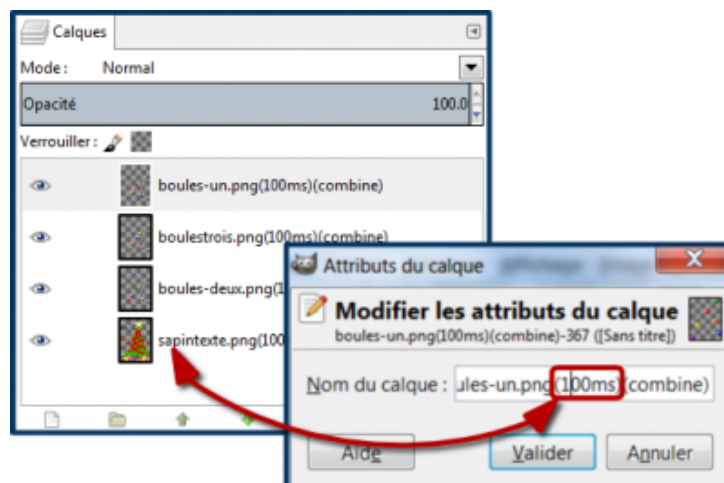 Calques
Mode : Normal
Opacité 100.0
Verrouiller :
boules-un.png(100ms)(combine)
boulestrois.png(100ms)(combine)
boules-deux.png(1
sapintexte.png(100
Attributs du calque
Modifier les attributs du calque
boules-un.png(100ms)(combine)-367 ([Sans titre])
Nom du calque : ules-un.png(100ms)(combine)
Aide Valider Annuler